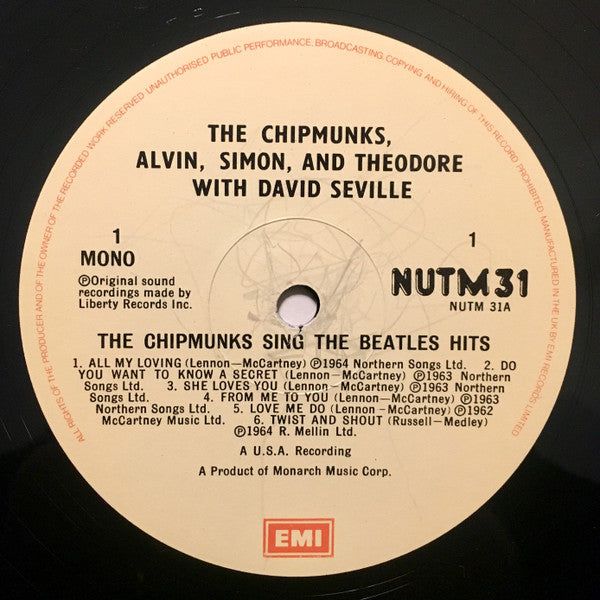 ALL RIGHTS OF THE PRODUCER AND OF THE OWNER OF THE RECORDED WORK RESERVED UNAUTHORISED PUBLIC PERFORMANCE, BROADCASTING, COPYING AND HIRING OF THIS RECORD PROHIBITED MANUFACTURED IN THE UK BY EMI RECORDS LIMITED
THE CHIPMUNKS,
ALVIN, SIMON, AND THEODORE
WITH DAVID SEVILLE
1
MONO
1
℗Original sound
recordings made by
Liberty Records Inc.
NUTM 31
NUTM 31A
THE CHIPMUNKS SING THE BEATLES HITS
1. ALL MY LOVING (Lennon—McCartney) ℗1964 Northern Songs Ltd. 2. DO
YOU WANT TO KNOW A SECRET (Lennon—McCartney) ℗1963 Northern
Songs Ltd. 3. SHE LOVES YOU (Lennon—McCartney) ℗1963 Northern
Songs Ltd. 4. FROM ME TO YOU (Lennon—McCartney) ℗1963
Northern Songs Ltd. 5. LOVE ME DO (Lennon-McCartney) ℗1962
McCartney Music Ltd. 6. TWIST AND SHOUT (Russell-Medley)
℗1964 R. Mellin Ltd.
A U.S.A. Recording
A Product of Monarch Music Corp.
EMI